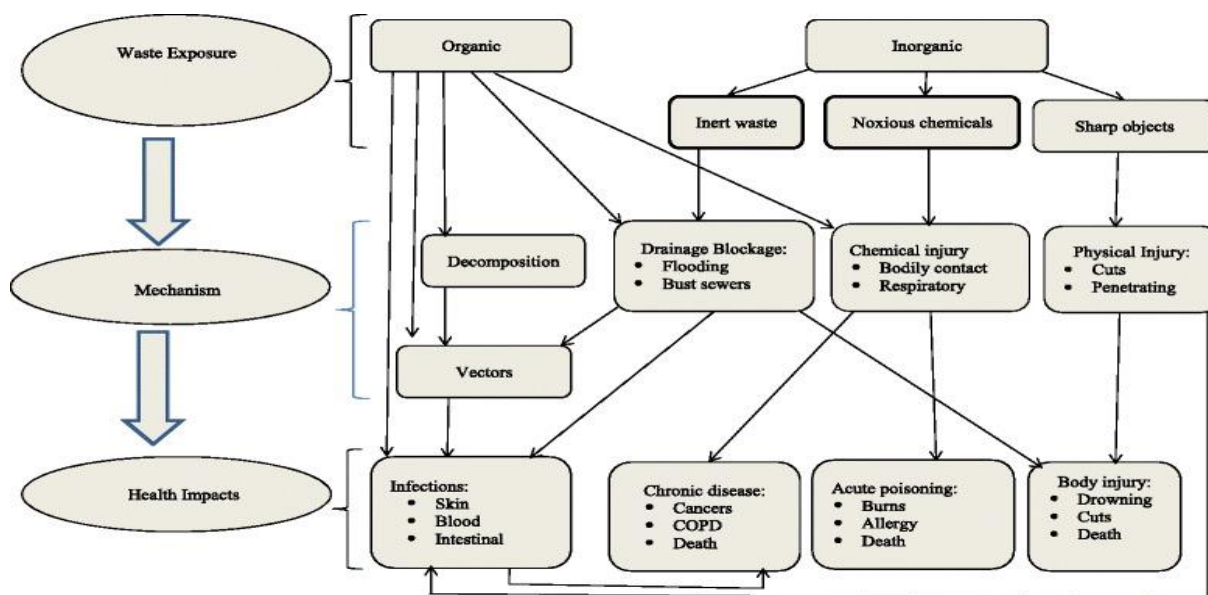 Waste Exposure
Organic
Inorganic
Inert waste
Noxious chemicals
Sharp objects
Mechanism
Decomposition
Drainage Blockage:
• Flooding
• Bust sewers
Chemical injury
• Bodily contact
• Respiratory
Physical Injury:
• Cuts
• Penetrating
Vectors
Health Impacts
Infections:
• Skin
• Blood
• Intestinal
Chronic disease:
• Cancers
• COPD
• Death
Acute poisoning:
• Burns
• Allergy
• Death
Body injury:
• Drowning
• Cuts
• Death